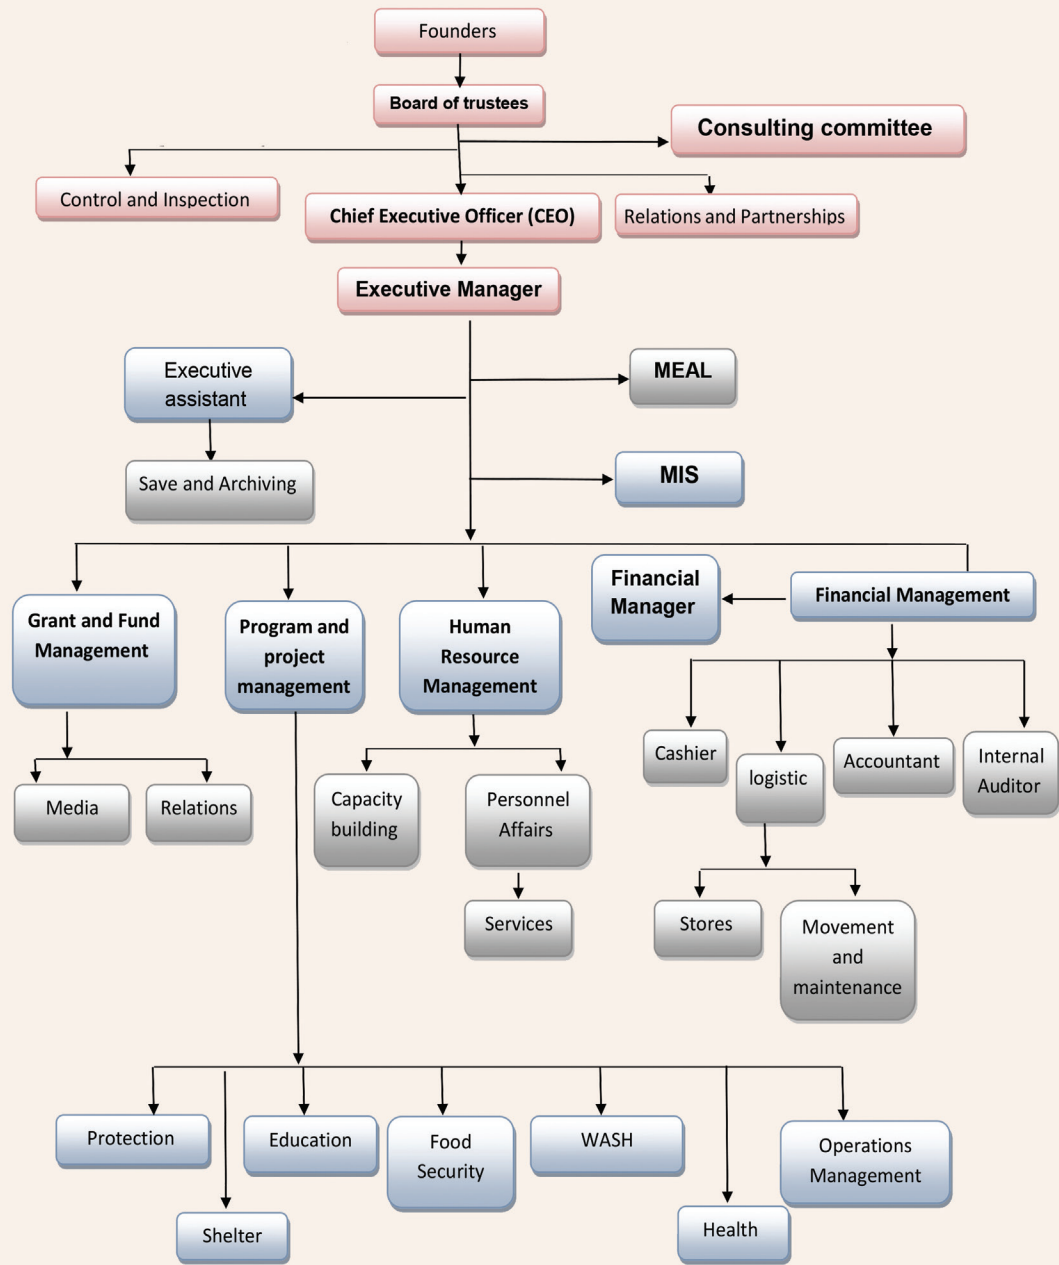 Founders
Board of trustees
Consulting committee
Control and Inspection
Chief Executive Officer (CEO)
Relations and Partnerships
Executive Manager
Executive
assistant
MEAL
Save and Archiving
MIS
Grant and Fund
Management
Program and
project
management
Human
Resource
Management
Financial
Manager
Financial Management
Media
Relations
Capacity
building
Personnel
Affairs
Services
Cashier
logistic
Accountant
Internal
Auditor
Stores
Movement
and
maintenance
Protection
Shelter
Education
Food
Security
WASH
Health
Operations
Management